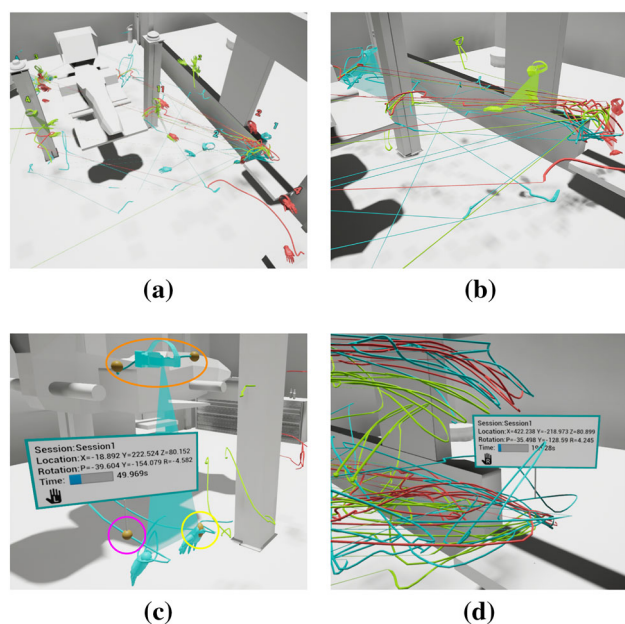 (a)
(b)
Session:Session1
Location:X=-18.892 Y=222.524 Z=80.152
Rotation:P=-39.604 Y=-154.079 R=-4.582
Time: 49.969s
(c)
Session:Session1
Location:X=422.238 Y=-218.973 Z=80.899
Rotation:P=-35.498 Y=-128.59 R=4.245
Time:
(d)